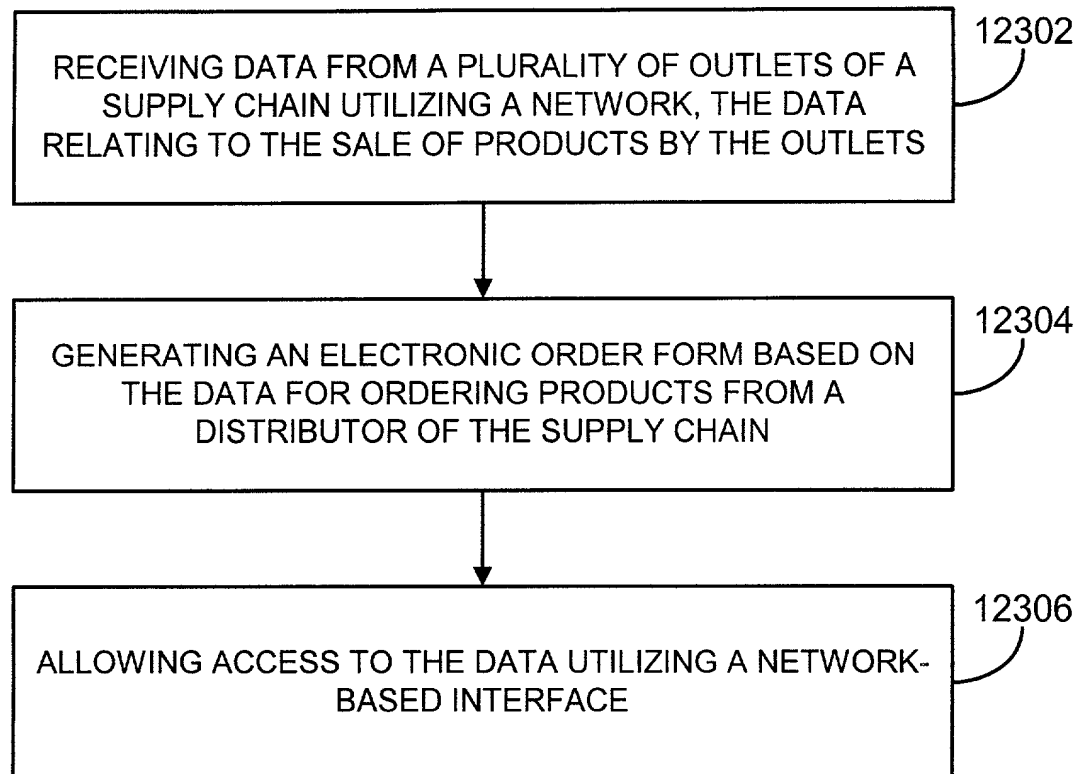 12302
RECEIVING DATA FROM A PLURALITY OF OUTLETS OF A
SUPPLY CHAIN UTILIZING A NETWORK, THE DATA
RELATING TO THE SALE OF PRODUCTS BY THE OUTLETS
12304
GENERATING AN ELECTRONIC ORDER FORM BASED ON
THE DATA FOR ORDERING PRODUCTS FROM A
DISTRIBUTOR OF THE SUPPLY CHAIN
12306
ALLOWING ACCESS TO THE DATA UTILIZING A NETWORK-
BASED INTERFACE